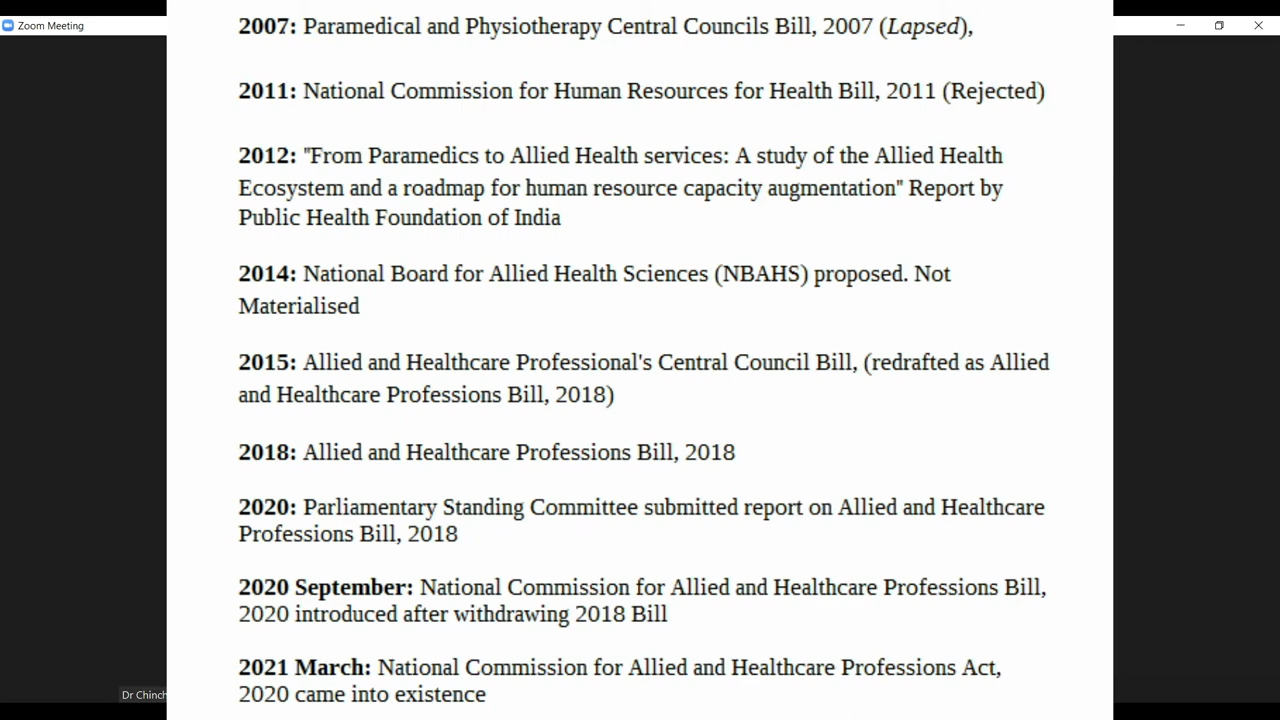 Zoom Meeting
2007: Paramedical and Physiotherapy Central Councils Bill, 2007 (Lapsed),
2011: National Commission for Human Resources for Health Bill, 2011 (Rejected)
2012: "From Paramedics to Allied Health services: A study of the Allied Health
Ecosystem and a roadmap for human resource capacity augmentation" Report by
Public Health Foundation of India
2014: National Board for Allied Health Sciences (NBAHS) proposed. Not
Materialised
2015: Allied and Healthcare Professional's Central Council Bill, (redrafted as Allied
and Healthcare Professions Bill, 2018)
2018: Allied and Healthcare Professions Bill, 2018
2020: Parliamentary Standing Committee submitted report on Allied and Healthcare
Professions Bill, 2018
2020 September: National Commission for Allied and Healthcare Professions Bill,
2020 introduced after withdrawing 2018 Bill
2021 March: National Commission for Allied and Healthcare Professions Act,
2020 came into existence
Dr Chinch